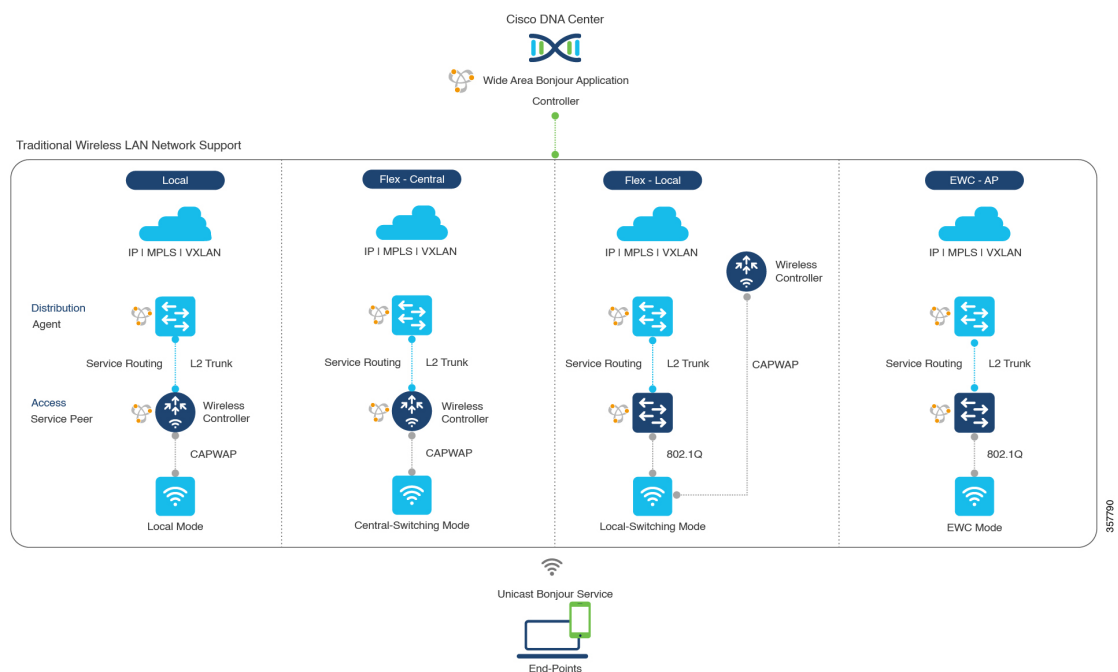 Cisco DNA Center
Wide Area Bonjour Application
Controller
Traditional Wireless LAN Network Support
Local
Flex - Central
Flex - Local
EWC - AP
IP I MPLS I VXLAN
IP I MPLS I VXLAN
IP I MPLS I VXLAN
IP I MPLS I VXLAN
Wireless
Controller
Distribution
Agent
Service Routing
L2 Trunk
Service Routing
L2 Trunk
Service Routing
L2 Trunk
CAPWAP
Service Routing
L2 Trunk
Access
Service Peer
Wireless
Controller
Wireless
Controller
CAPWAP
CAPWAP
802.1Q
802.1Q
Local Mode
Central-Switching Mode
Local-Switching Mode
EWC Mode
357790
Unicast Bonjour Service
End-Points